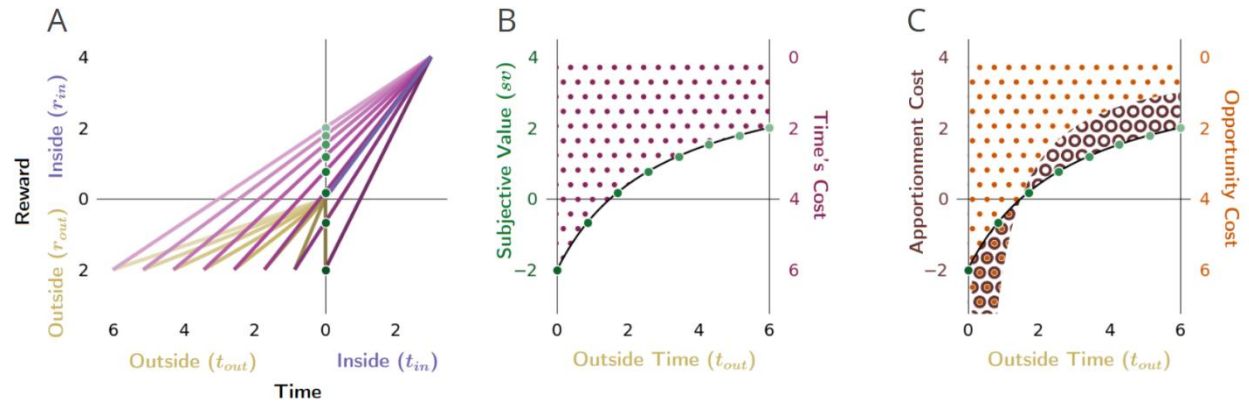 A
B
C
Reward
Inside (r_in)
Outside (r_out)
4
2
0
2
6
4
2
0
2
Outside (t_out)
Inside (t_in)
Time
Subjective Value (sv)
4
2
0
−2
0
2
4
6
Time's Cost
0
2
4
6
Outside Time (t_out)
Apportionment Cost
4
2
0
−2
0
2
4
6
Opportunity Cost
0
2
4
6
Outside Time (t_out)